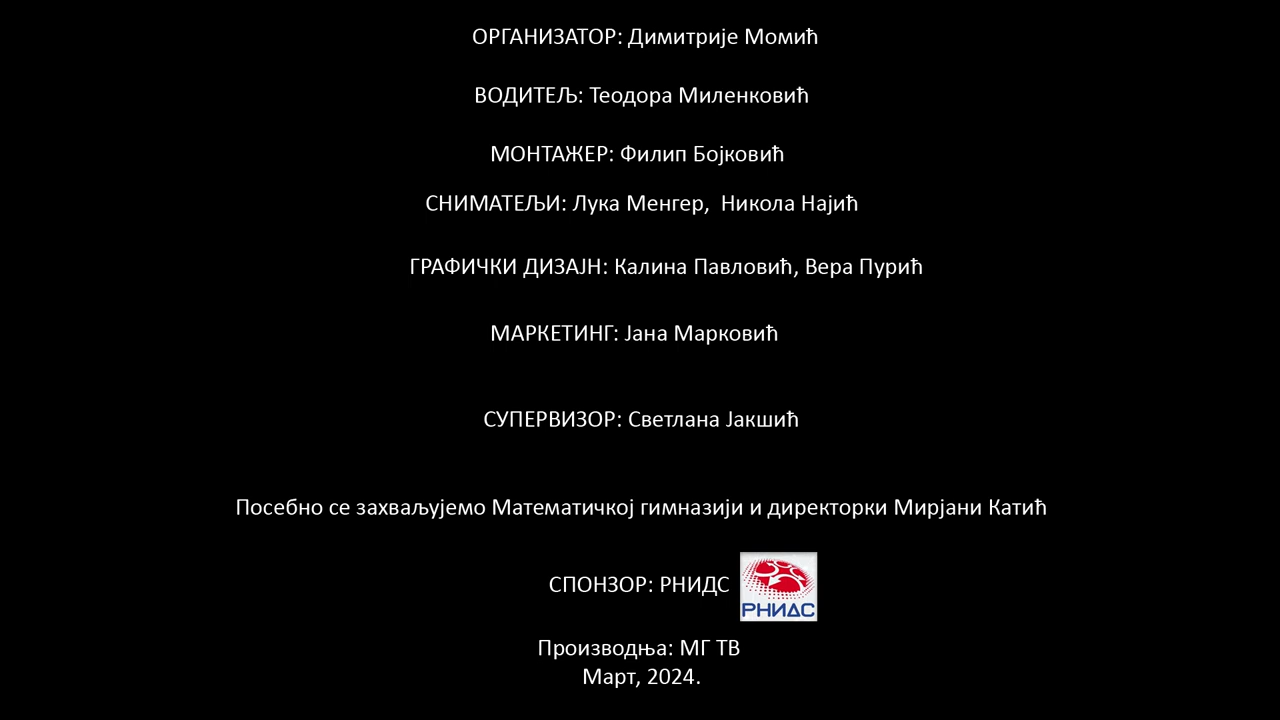 ОРГАНИЗАТОР: Димитрије Момић
ВОДИТЕЉ: Теодора Миленковић
МОНТАЖЕР: Филип Бојковић
СНИМАТЕЉИ: Лука Менгер, Никола Најић
ГРАФИЧКИ ДИЗАЈН: Калина Павловић, Вера Пурић
МАРКЕТИНГ: Јана Марковић
СУПЕРВИЗОР: Светлана Јакшић
Посебно се захваљујемо Математичкој гимназији и директорки Мирјани Катић
СПОНЗОР: РНИДС
РНИДС
Производња: МГ ТВ
Март, 2024.